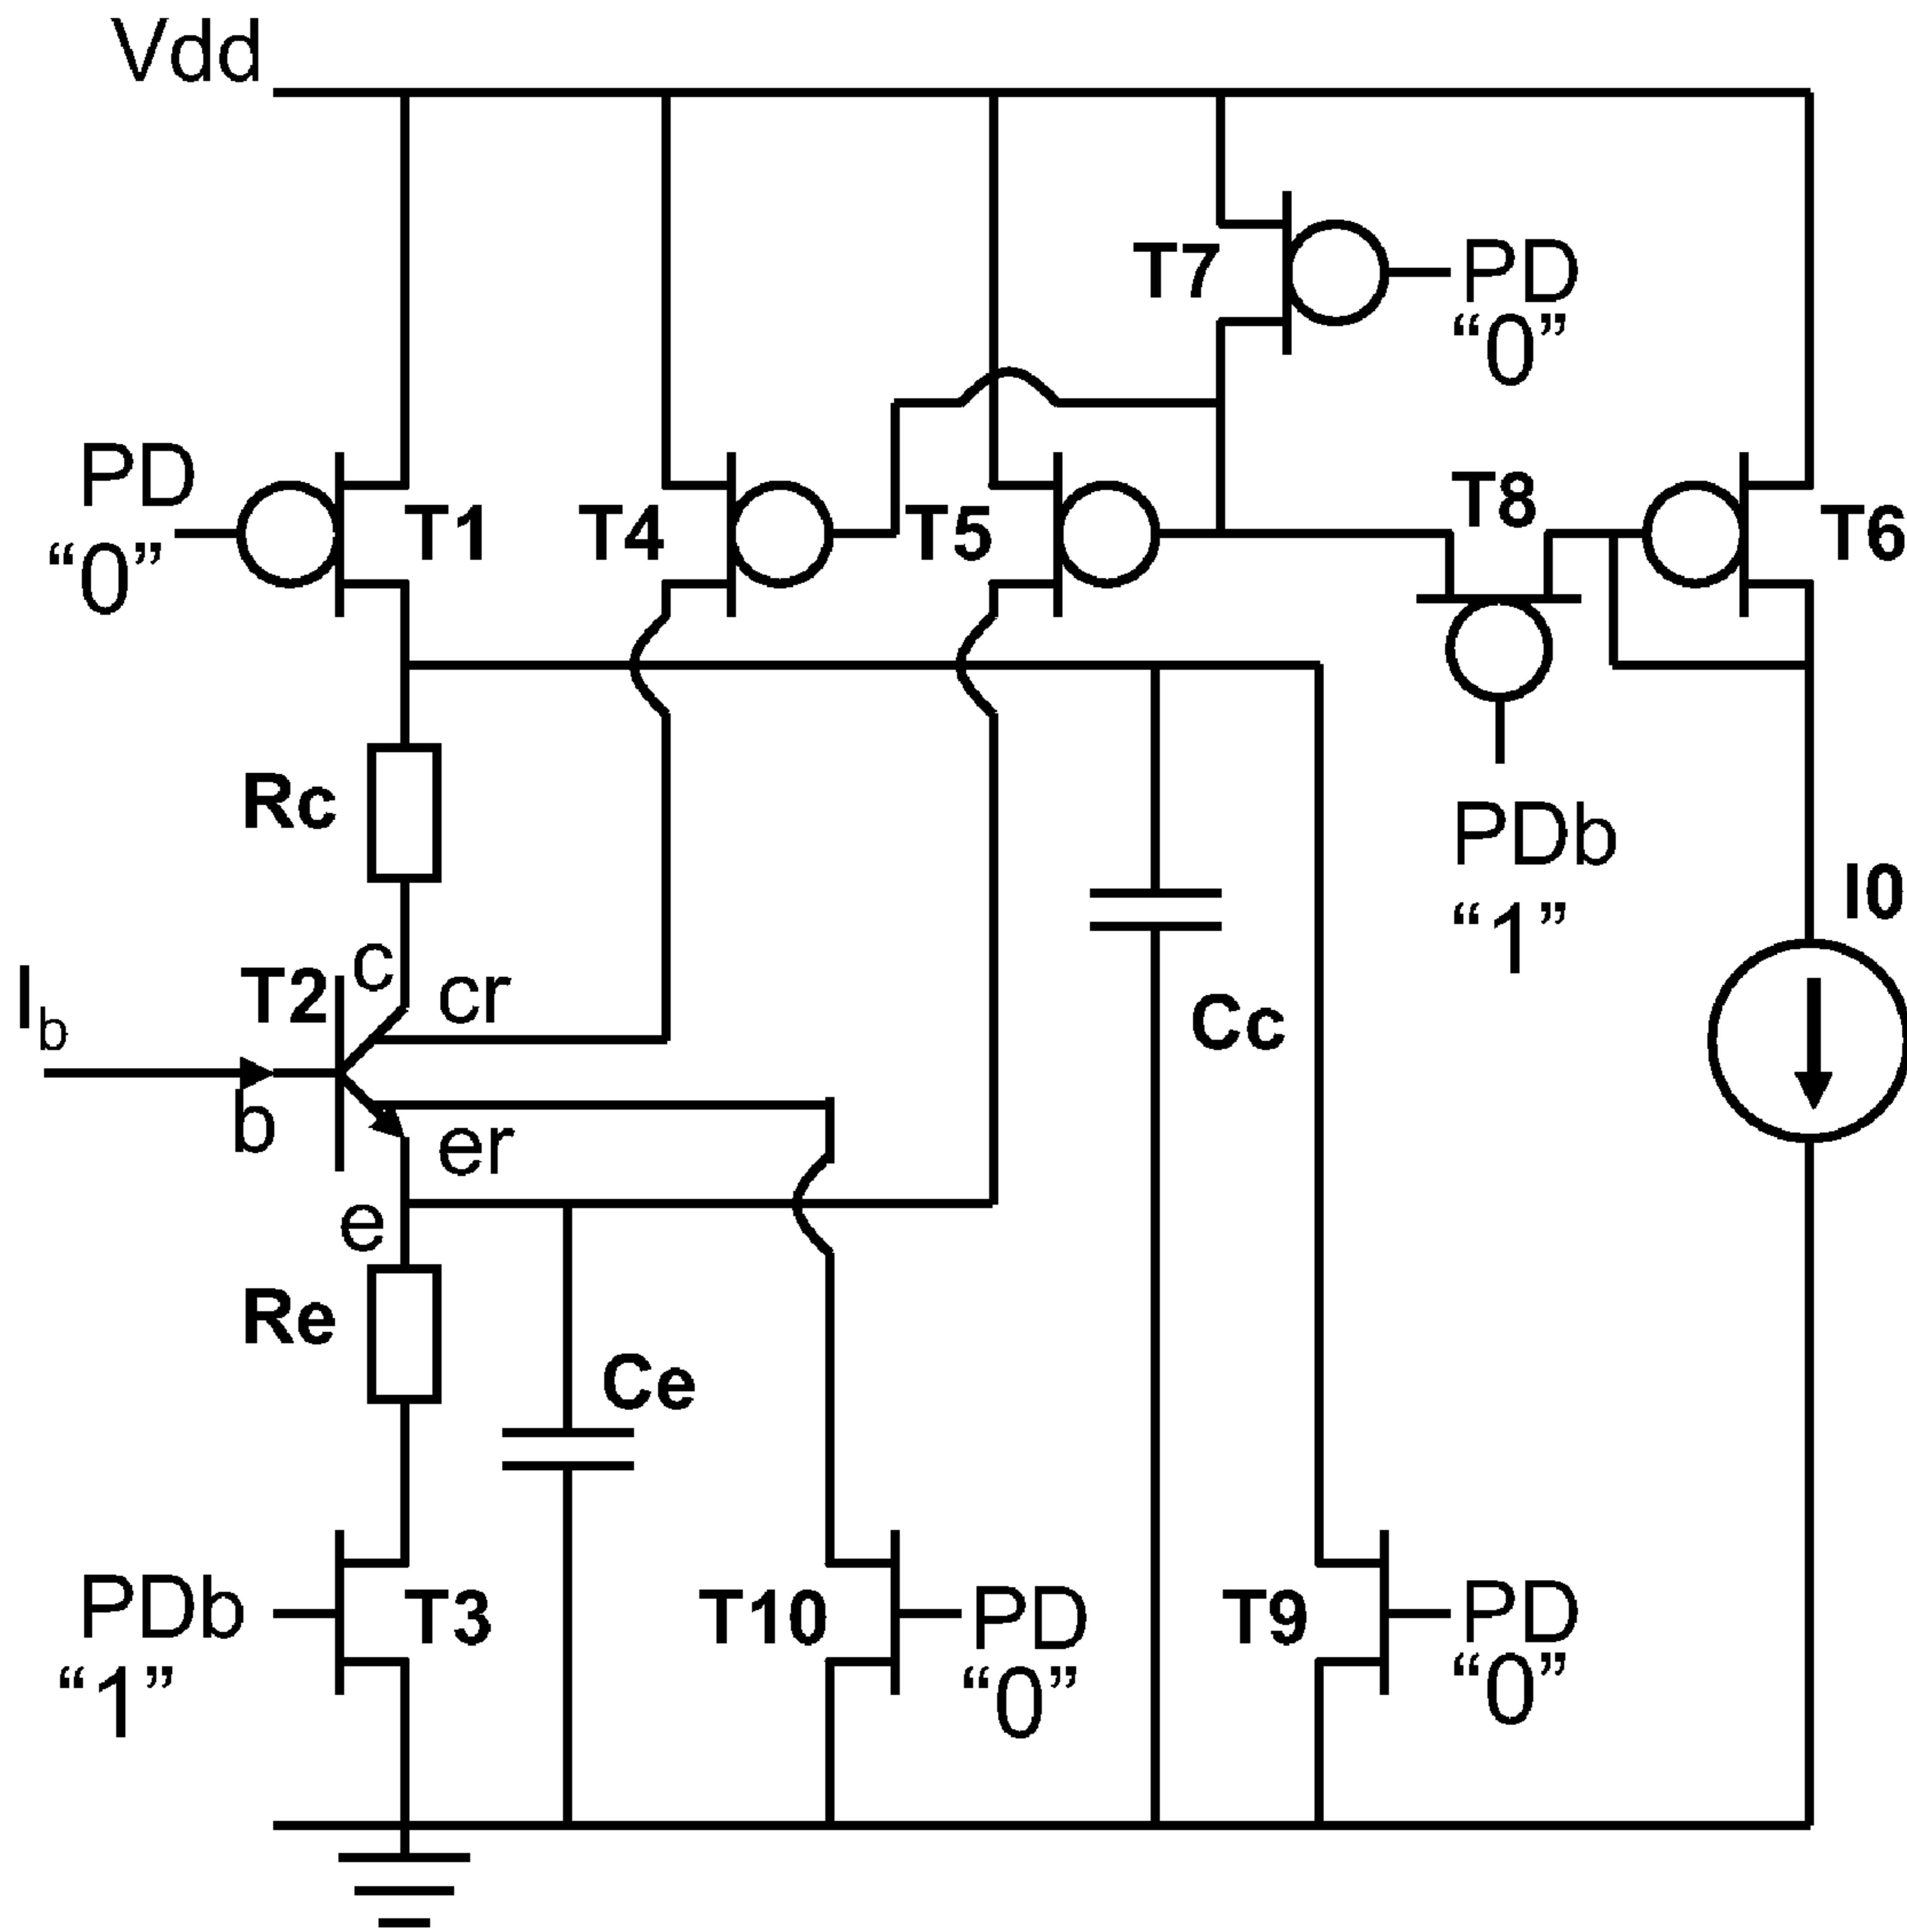 Vdd
T7
PD
“0”
PD
“0”
T1
T4
T5
T8
T6
Rc
PDb
“1”
I0
c
cr
T2
Ib
b
er
e
Cc
Re
Ce
PDb
“1”
T3
T10
PD
“0”
T9
PD
“0”